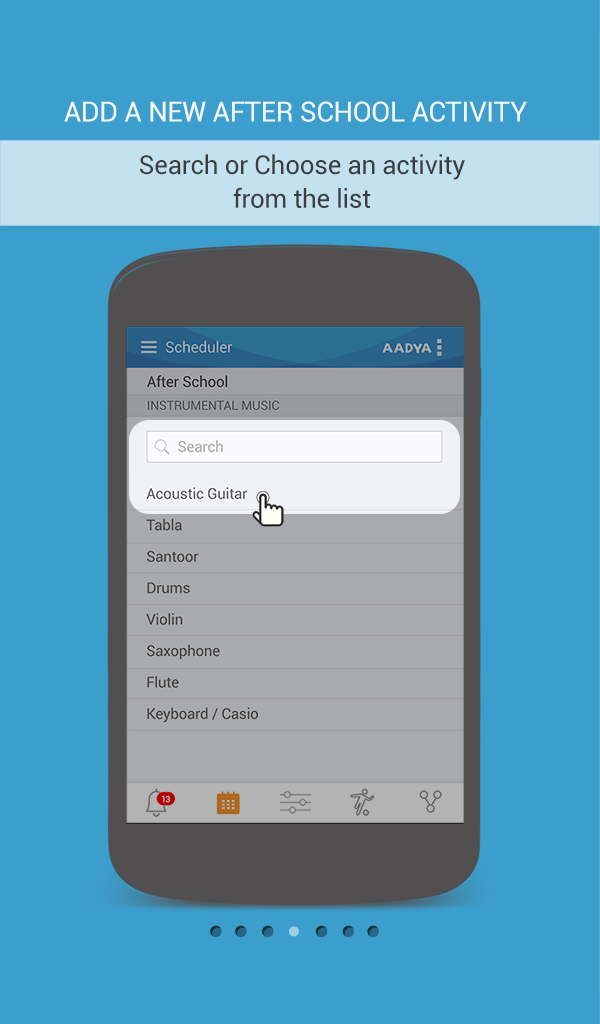 ADD A NEW AFTER SCHOOL ACTIVITY
Search or Choose an activity
from the list
Scheduler
AADYA
After School
INSTRUMENTAL MUSIC
Search
Acoustic Guitar
Tabla
Santoor
Drums
Violin
Saxophone
Flute
Keyboard / Casio
13